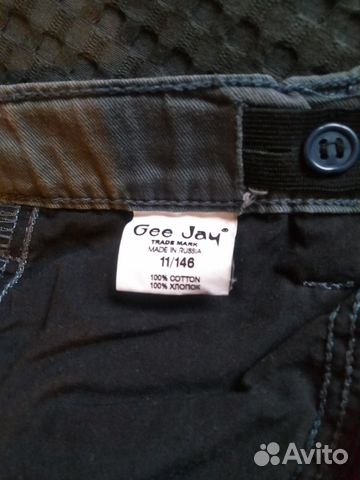 Gee Jay®
TRADE MARK
MADE IN RUSSIA
11/146
100% COTTON
100% ХЛОПОК
Avito